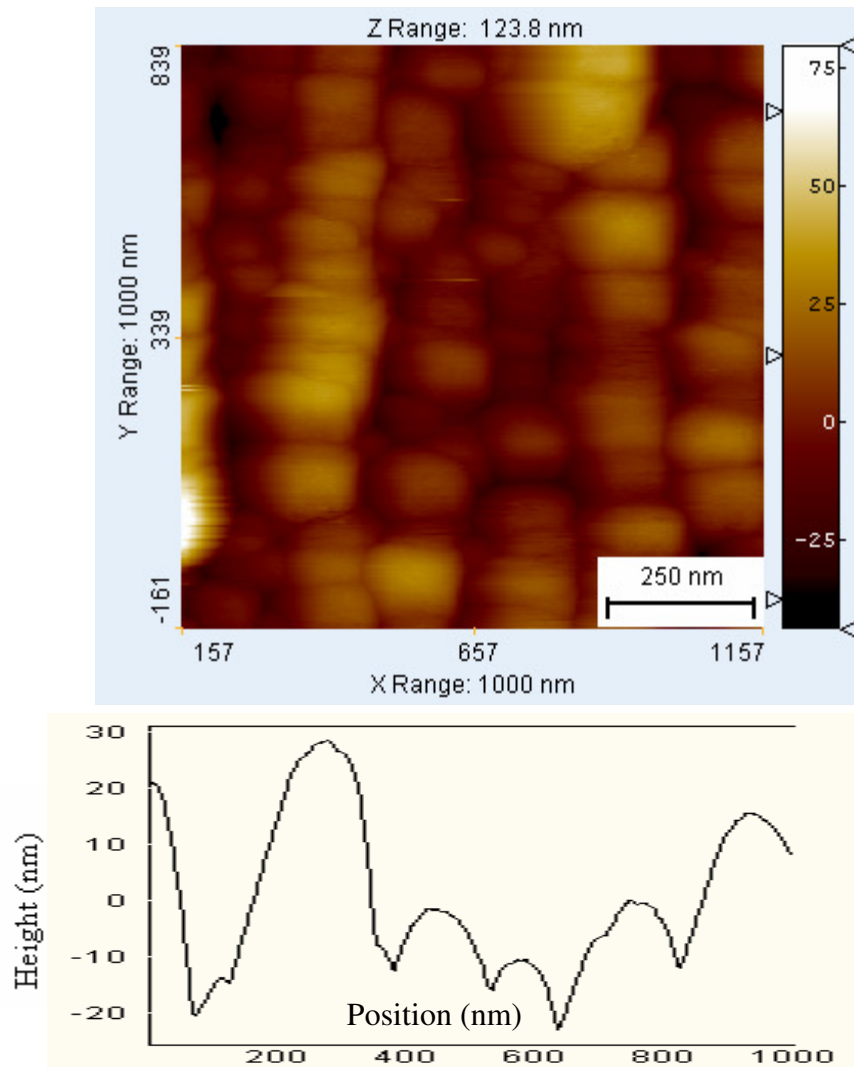 Z Range: 123.8 nm
839
339
-161
Y Range: 1000 nm
75
50
25
0
-25
250 nm
157 657 1157
X Range: 1000 nm
30
20
10
0
-10
-20
Height (nm)
Position (nm)
200 400 600 800 1000